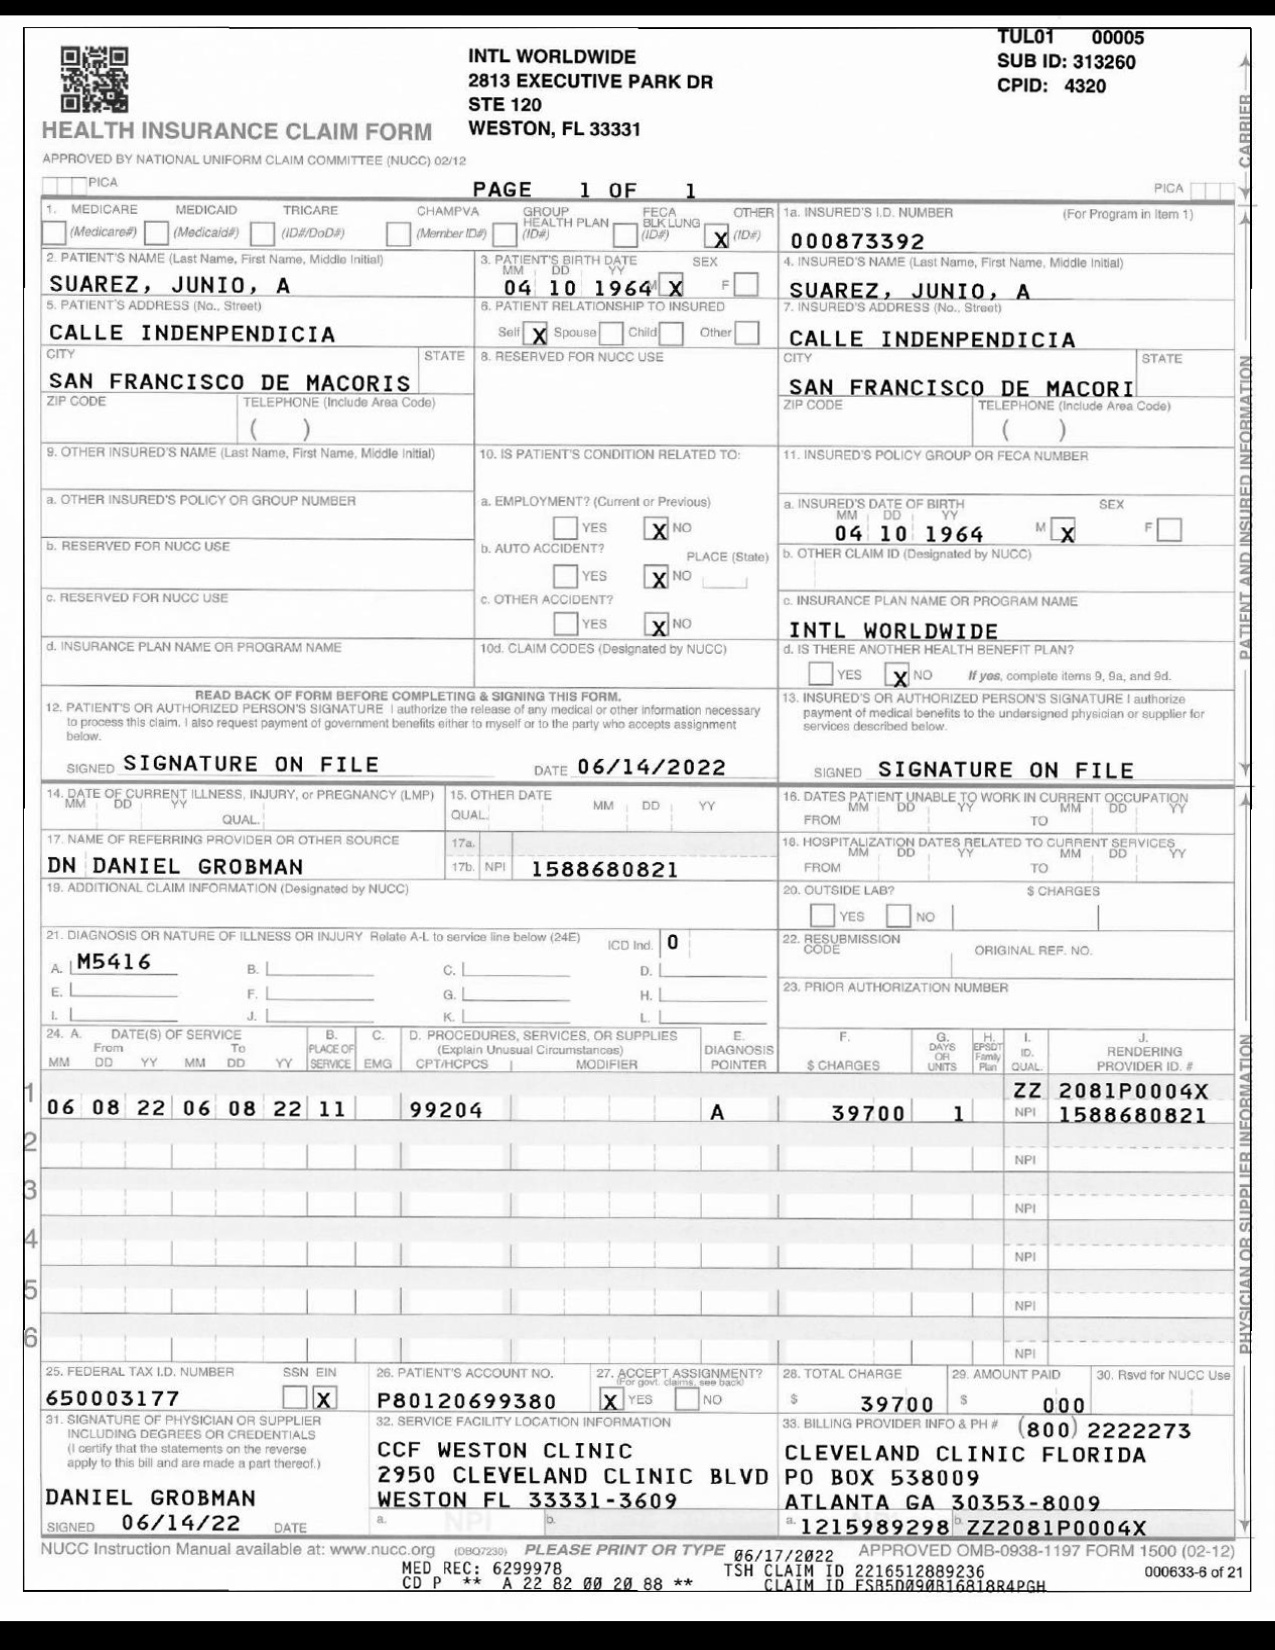 TUL01 00005
INTL WORLDWIDE
SUB ID: 313260
2813 EXECUTIVE PARK DR
CPID: 4320
STE 120
WESTON, FL 33331
HEALTH INSURANCE CLAIM FORM
APPROVED BY NATIONAL UNIFORM CLAIM COMMITTEE (NUCC) 02/12
PICA
PAGE 1 OF 1
PICA
CARRIER
1. MEDICARE MEDICAID TRICARE CHAMPVA GROUP HEALTH PLAN FECA BLK LUNG OTHER
(Medicare#) (Medicaid#) (ID#/DoD#) (Member ID#) (ID#) (ID#) X (ID#)
1a. INSURED'S I.D. NUMBER (For Program in Item 1)
000873392
2. PATIENT'S NAME (Last Name, First Name, Middle Initial)
SUAREZ, JUNIO, A
3. PATIENT'S BIRTH DATE SEX
MM DD YY
04 10 1964 M X F
4. INSURED'S NAME (Last Name, First Name, Middle Initial)
SUAREZ, JUNIO, A
5. PATIENT'S ADDRESS (No., Street)
CALLE INDENPENDICIA
6. PATIENT RELATIONSHIP TO INSURED
Self X Spouse Child Other
7. INSURED'S ADDRESS (No., Street)
CALLE INDENPENDICIA
CITY STATE
SAN FRANCISCO DE MACORIS
8. RESERVED FOR NUCC USE
CITY STATE
SAN FRANCISCO DE MACORI
ZIP CODE TELEPHONE (Include Area Code)
( )
ZIP CODE TELEPHONE (Include Area Code)
( )
9. OTHER INSURED'S NAME (Last Name, First Name, Middle Initial)
10. IS PATIENT'S CONDITION RELATED TO:
11. INSURED'S POLICY GROUP OR FECA NUMBER
a. OTHER INSURED'S POLICY OR GROUP NUMBER
a. EMPLOYMENT? (Current or Previous)
YES X NO
a. INSURED'S DATE OF BIRTH SEX
MM DD YY
04 10 1964 M X F
b. RESERVED FOR NUCC USE
b. AUTO ACCIDENT? PLACE (State)
YES X NO
b. OTHER CLAIM ID (Designated by NUCC)
c. RESERVED FOR NUCC USE
c. OTHER ACCIDENT?
YES X NO
c. INSURANCE PLAN NAME OR PROGRAM NAME
INTL WORLDWIDE
d. INSURANCE PLAN NAME OR PROGRAM NAME
10d. CLAIM CODES (Designated by NUCC)
d. IS THERE ANOTHER HEALTH BENEFIT PLAN?
YES X NO If yes, complete items 9, 9a, and 9d.
PATIENT AND INSURED INFORMATION
READ BACK OF FORM BEFORE COMPLETING & SIGNING THIS FORM.
12. PATIENT'S OR AUTHORIZED PERSON'S SIGNATURE I authorize the release of any medical or other information necessary
to process this claim. I also request payment of government benefits either to myself or to the party who accepts assignment
below.
SIGNED SIGNATURE ON FILE DATE 06/14/2022
13. INSURED'S OR AUTHORIZED PERSON'S SIGNATURE I authorize
payment of medical benefits to the undersigned physician or supplier for
services described below.
SIGNED SIGNATURE ON FILE
14. DATE OF CURRENT ILLNESS, INJURY, or PREGNANCY (LMP)
MM DD YY
QUAL.
15. OTHER DATE
QUAL. MM DD YY
16. DATES PATIENT UNABLE TO WORK IN CURRENT OCCUPATION
MM DD YY MM DD YY
FROM TO
17. NAME OF REFERRING PROVIDER OR OTHER SOURCE
DN DANIEL GROBMAN
17a.
17b. NPI 1588680821
18. HOSPITALIZATION DATES RELATED TO CURRENT SERVICES
MM DD YY MM DD YY
FROM TO
19. ADDITIONAL CLAIM INFORMATION (Designated by NUCC)
20. OUTSIDE LAB? $ CHARGES
YES NO
21. DIAGNOSIS OR NATURE OF ILLNESS OR INJURY Relate A-L to service line below (24E) ICD Ind. 0
A. M5416 B. C. D.
E. F. G. H.
I. J. K. L.
22. RESUBMISSION CODE ORIGINAL REF. NO.
23. PRIOR AUTHORIZATION NUMBER
24. A. DATE(S) OF SERVICE B. C. D. PROCEDURES, SERVICES, OR SUPPLIES E. F. G. H. I. J.
From To PLACE OF (Explain Unusual Circumstances) DIAGNOSIS DAYS OR UNITS EPSDT Family Plan ID. QUAL. RENDERING
MM DD YY MM DD YY SERVICE EMG CPT/HCPCS MODIFIER POINTER $ CHARGES PROVIDER ID. #
1 ZZ 2081P0004X
06 08 22 06 08 22 11 99204 A 39700 1 NPI 1588680821
2 NPI
3 NPI
4 NPI
5 NPI
6 NPI
PHYSICIAN OR SUPPLIER INFORMATION
25. FEDERAL TAX I.D. NUMBER SSN EIN
650003177 X
26. PATIENT'S ACCOUNT NO.
P80120699380
27. ACCEPT ASSIGNMENT?
(For govt. claims, see back)
X YES NO
28. TOTAL CHARGE
$ 39700
29. AMOUNT PAID
$ 000
30. Rsvd for NUCC Use
31. SIGNATURE OF PHYSICIAN OR SUPPLIER
INCLUDING DEGREES OR CREDENTIALS
(I certify that the statements on the reverse
apply to this bill and are made a part thereof.)
DANIEL GROBMAN
SIGNED 06/14/22 DATE
32. SERVICE FACILITY LOCATION INFORMATION
CCF WESTON CLINIC
2950 CLEVELAND CLINIC BLVD
WESTON FL 33331-3609
a. NPI b.
33. BILLING PROVIDER INFO & PH # (800) 2222273
CLEVELAND CLINIC FLORIDA
PO BOX 538009
ATLANTA GA 30353-8009
a. 1215989298 b. ZZ2081P0004X
NUCC Instruction Manual available at: www.nucc.org (DBQ7230) PLEASE PRINT OR TYPE 06/17/2022 APPROVED OMB-0938-1197 FORM 1500 (02-12)
MED REC: 6299978 TSH CLAIM ID 2216512889236 000633-6 of 21
CD P ** A 22 82 00 20 88 ** CLAIM ID FSB5D090B16818R4PGH